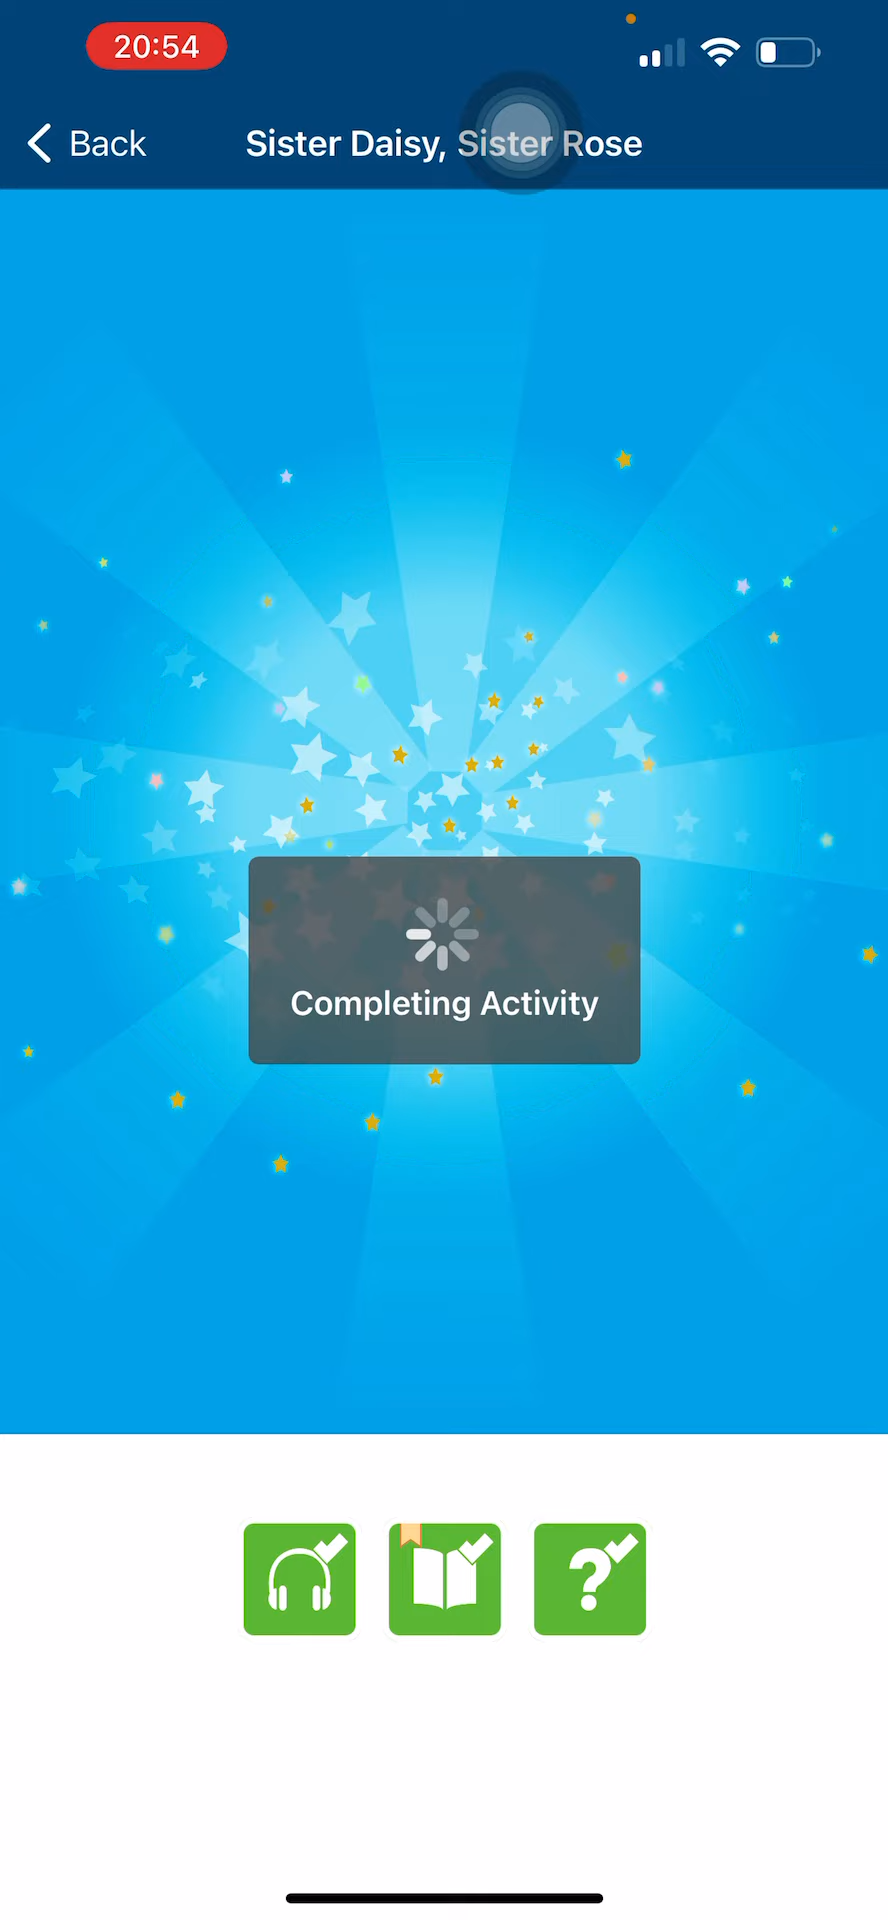 20:54
Back
Sister Daisy, Sister Rose
Completing Activity
?